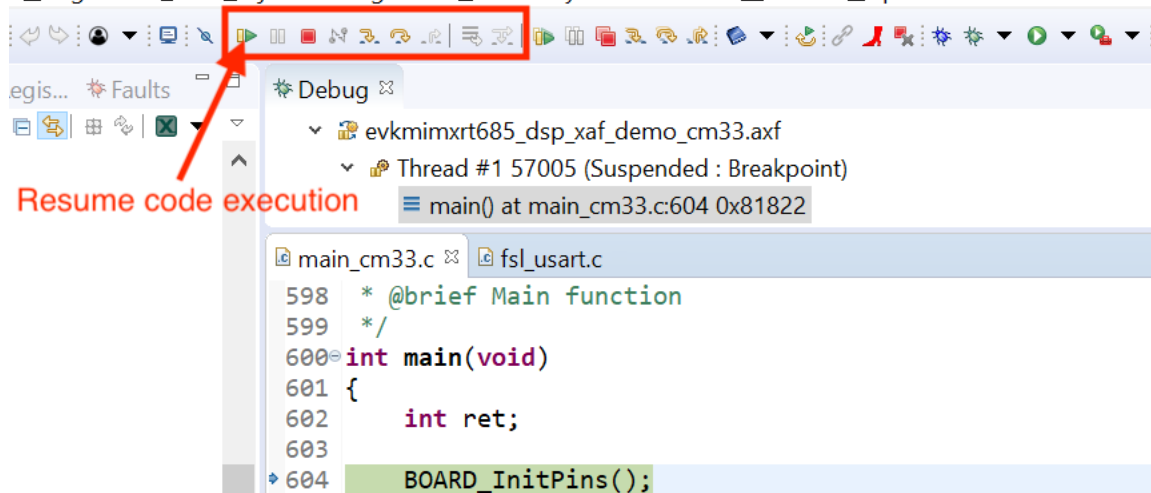 egis... Faults
Debug
evkmimxrt685_dsp_xaf_demo_cm33.axf
Thread #1 57005 (Suspended : Breakpoint)
Resume code execution
main() at main_cm33.c:604 0x81822
main_cm33.c fsl_usart.c
598 * @brief Main function
599 */
600 int main(void)
601 {
602 int ret;
603
604 BOARD_InitPins();